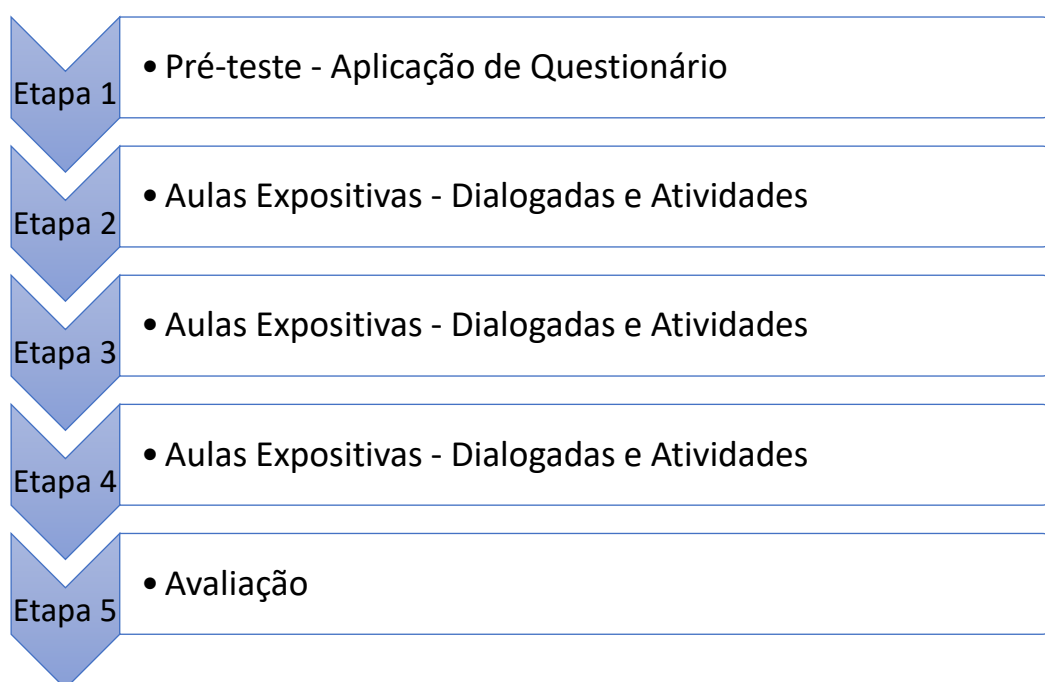 Etapa 1
• Pré-teste - Aplicação de Questionário
Etapa 2
• Aulas Expositivas - Dialogadas e Atividades
Etapa 3
• Aulas Expositivas - Dialogadas e Atividades
Etapa 4
• Aulas Expositivas - Dialogadas e Atividades
Etapa 5
• Avaliação